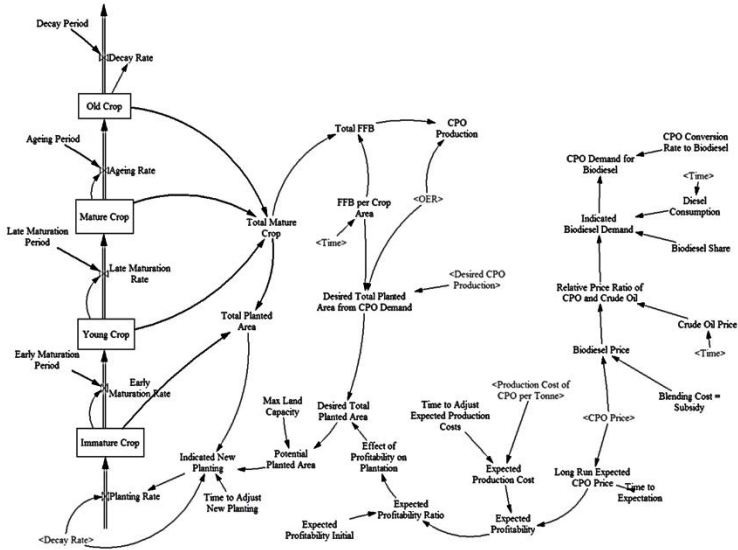 Decay Period
Decay Rate
Old Crop
Ageing Period
Ageing Rate
Mature Crop
Late Maturation
Period
Late Maturation
Rate
Young Crop
Early Maturation
Period
Early
Maturation Rate
Immature Crop
Planting Rate
<Decay Rate>
Total Mature
Crop
Total Planted
Area
Indicated New
Planting
Time to Adjust
New Planting
Max Land
Capacity
Potential
Planted Area
Total FFB
CPO
Production
FFB per Crop
Area
<Time>
<OER>
Desired Total Planted
Area from CPO Demand
<Desired CPO
Production>
Desired Total
Planted Area
Effect of
Profitability on
Plantation
Expected
Profitability Ratio
Expected
Profitability Initial
Time to Adjust
Expected Production
Costs
<Production Cost of
CPO per Tonne>
Expected
Production Cost
Expected
Profitability
Long Run Expected
CPO Price
Time to
Expectation
<CPO Price>
Biodiesel Price
Blending Cost =
Subsidy
Relative Price Ratio of
CPO and Crude Oil
Crude Oil Price
<Time>
Indicated
Biodiesel Demand
Biodiesel Share
Diesel
Consumption
<Time>
CPO Demand for
Biodiesel
CPO Conversion
Rate to Biodiesel